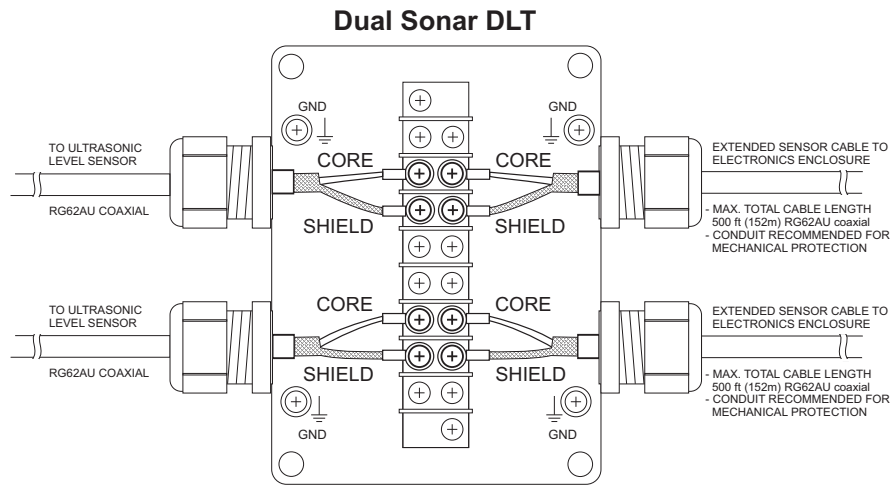 Dual Sonar DLT
GND
GND
TO ULTRASONIC
LEVEL SENSOR
RG62AU COAXIAL
CORE
SHIELD
CORE
SHIELD
EXTENDED SENSOR CABLE TO
ELECTRONICS ENCLOSURE
- MAX. TOTAL CABLE LENGTH
500 ft (152m) RG62AU coaxial
- CONDUIT RECOMMENDED FOR
MECHANICAL PROTECTION
TO ULTRASONIC
LEVEL SENSOR
RG62AU COAXIAL
CORE
SHIELD
CORE
SHIELD
EXTENDED SENSOR CABLE TO
ELECTRONICS ENCLOSURE
- MAX. TOTAL CABLE LENGTH
500 ft (152m) RG62AU coaxial
- CONDUIT RECOMMENDED FOR
MECHANICAL PROTECTION
GND
GND